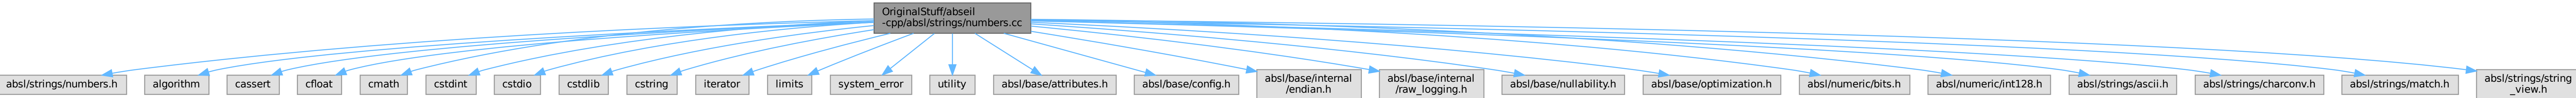 OriginalStuff/abseil
-cpp/absl/strings/numbers.cc
absl/strings/numbers.h
algorithm
cassert
cfloat
cmath
cstdint
cstdio
cstdlib
cstring
iterator
limits
system_error
utility
absl/base/attributes.h
absl/base/config.h
absl/base/internal
/endian.h
absl/base/internal
/raw_logging.h
absl/base/nullability.h
absl/base/optimization.h
absl/numeric/bits.h
absl/numeric/int128.h
absl/strings/ascii.h
absl/strings/charconv.h
absl/strings/match.h
absl/strings/string
_view.h